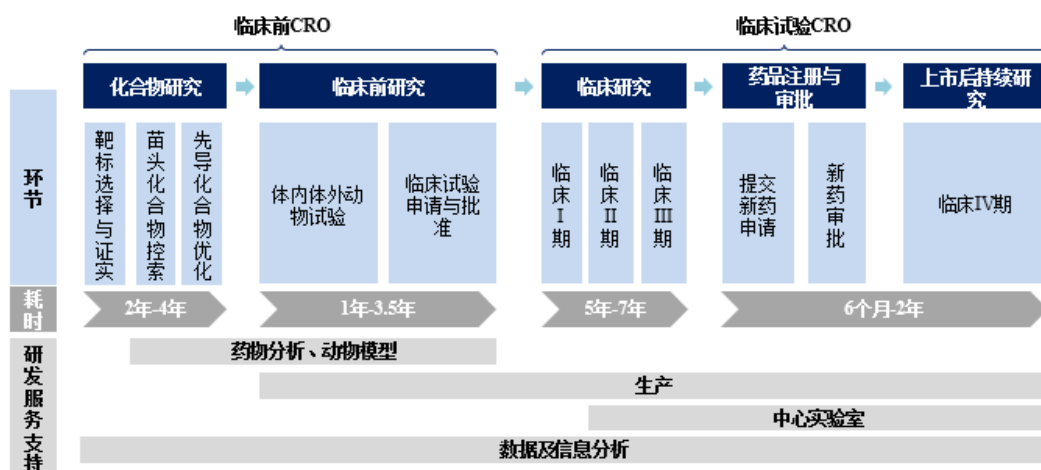 临床前CRO
临床试验CRO
化合物研究
临床前研究
临床研究
药品注册与
审批
上市后持续研
究
环节
靶标选择与证实
苗头化合物控索
先导化合物优化
体内体外动
物试验
临床试验
申请与批
准
临床Ⅰ期
临床Ⅱ期
临床Ⅲ期
提交
新药
申请
新药审批
临床Ⅳ期
耗时
2年-4年
1年-3.5年
5年-7年
6个月-2年
研发服务支持
药物分析、动物模型
生产
中心实验室
数据及信息分析